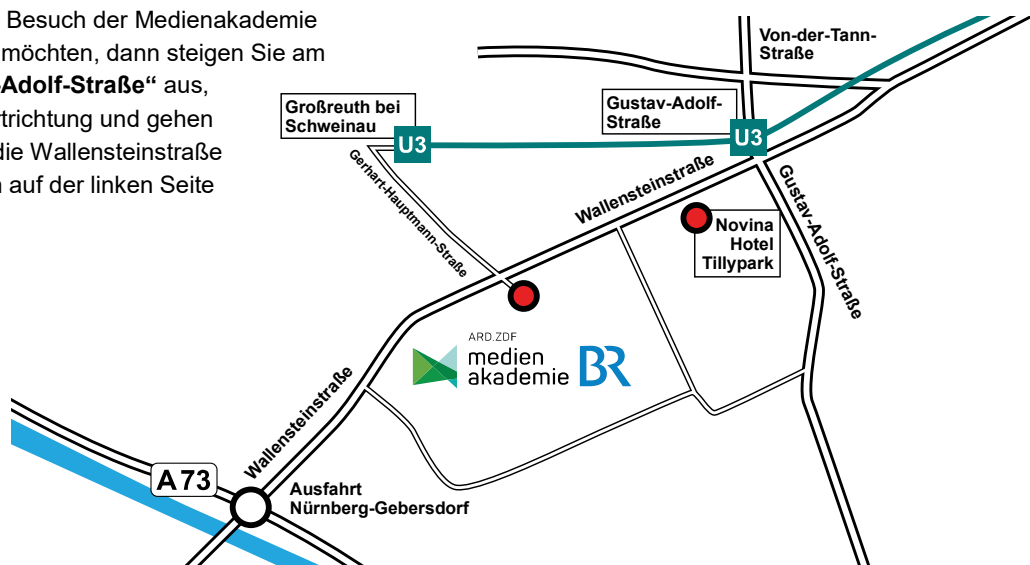 Besuch der Medienakademie
möchten, dann steigen Sie am
-Adolf-Straße“ aus,
rtrichtung und gehen
die Wallensteinstraße
auf der linken Seite
Von-der-Tann-
Straße
Großreuth bei
Schweinau
U3
Gustav-Adolf-
Straße
U3
Gerhart-Hauptmann-Straße
Wallensteinstraße
Gustav-Adolf-Straße
Novina
Hotel
Tillypark
ARD.ZDF
medien
akademie
BR
Wallensteinstraße
A 73
Ausfahrt
Nürnberg-Gebersdorf